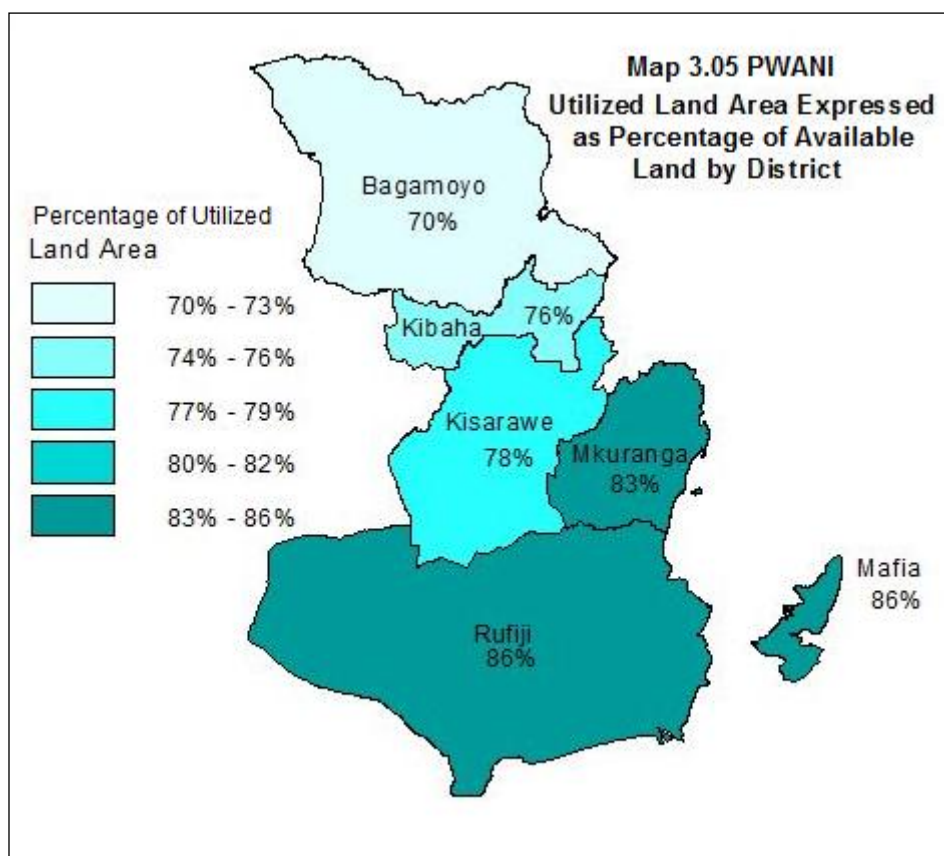 Map 3.05 PWANI
Utilized Land Area Expressed
as Percentage of Available
Land by District
Percentage of Utilized
Land Area
70% - 73%
74% - 76%
77% - 79%
80% - 82%
83% - 86%
Bagamoyo
70%
Kibaha
76%
Kisarawe
78%
Mkuranga
83%
Mafia
86%
Rufiji
86%